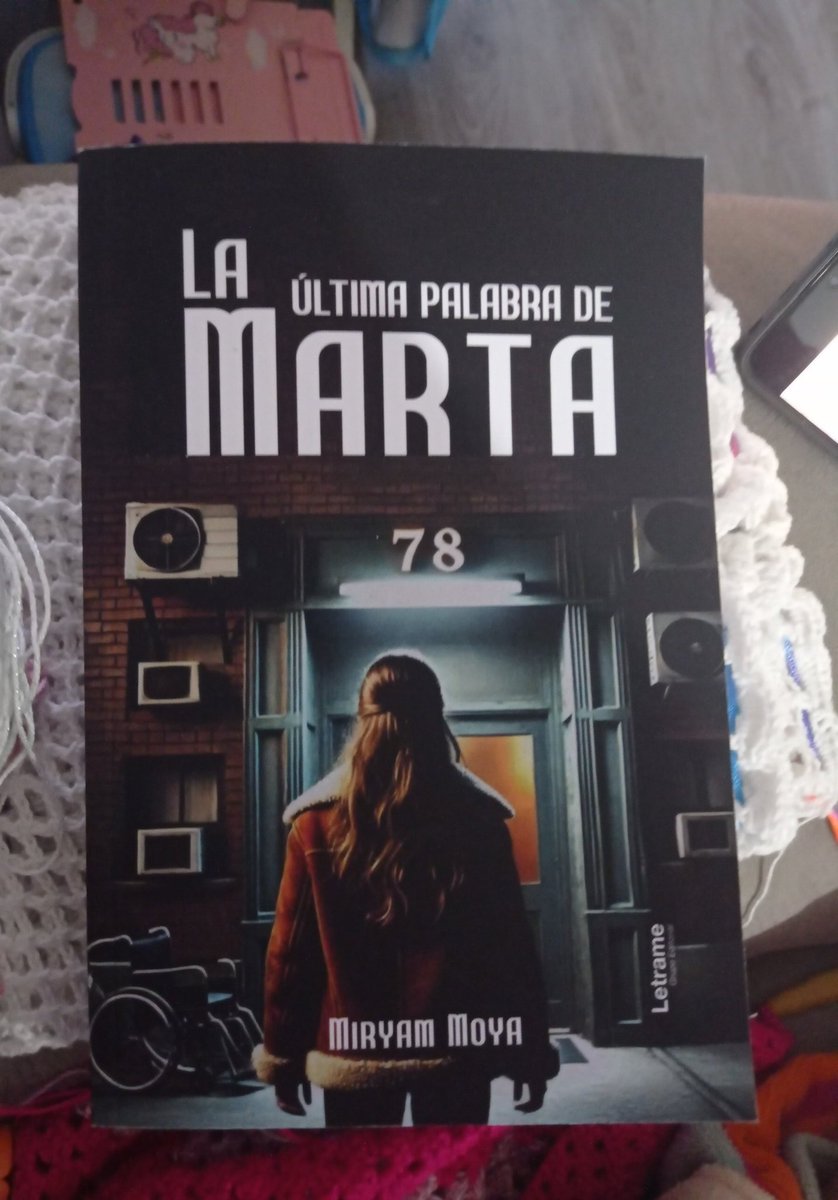 LA
ÚLTIMA PALABRA DE
MARTA
78
MIRYAM MOYA
Letrame